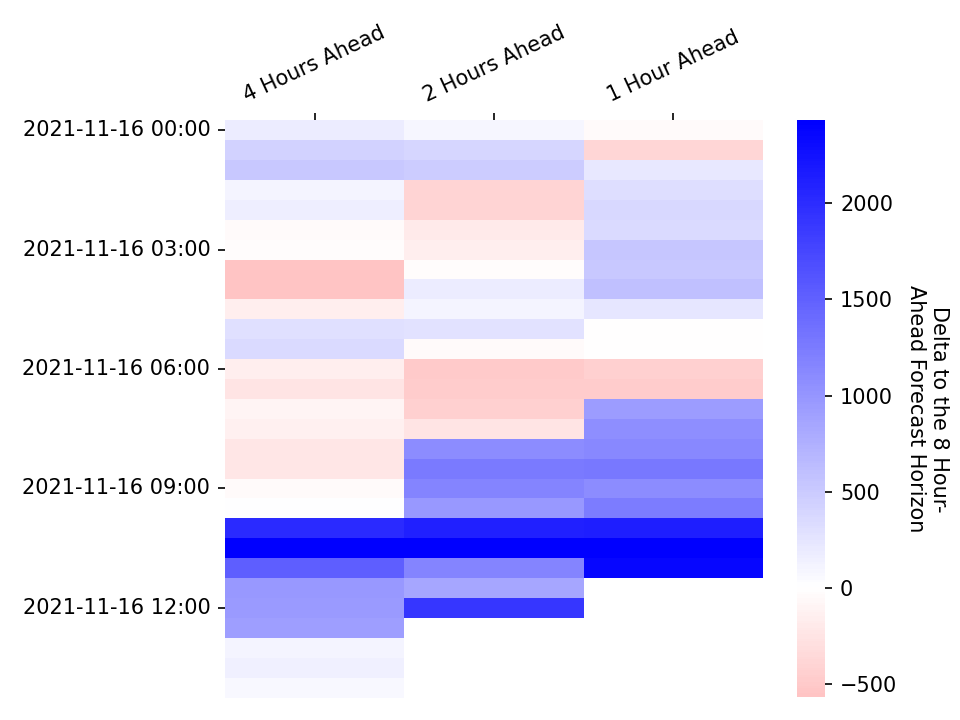 4 Hours Ahead
2 Hours Ahead
1 Hour Ahead
2021-11-16 00:00
2021-11-16 03:00
2021-11-16 06:00
2021-11-16 09:00
2021-11-16 12:00
2000
1500
1000
500
0
−500
Delta to the 8 Hour-
Ahead Forecast Horizon